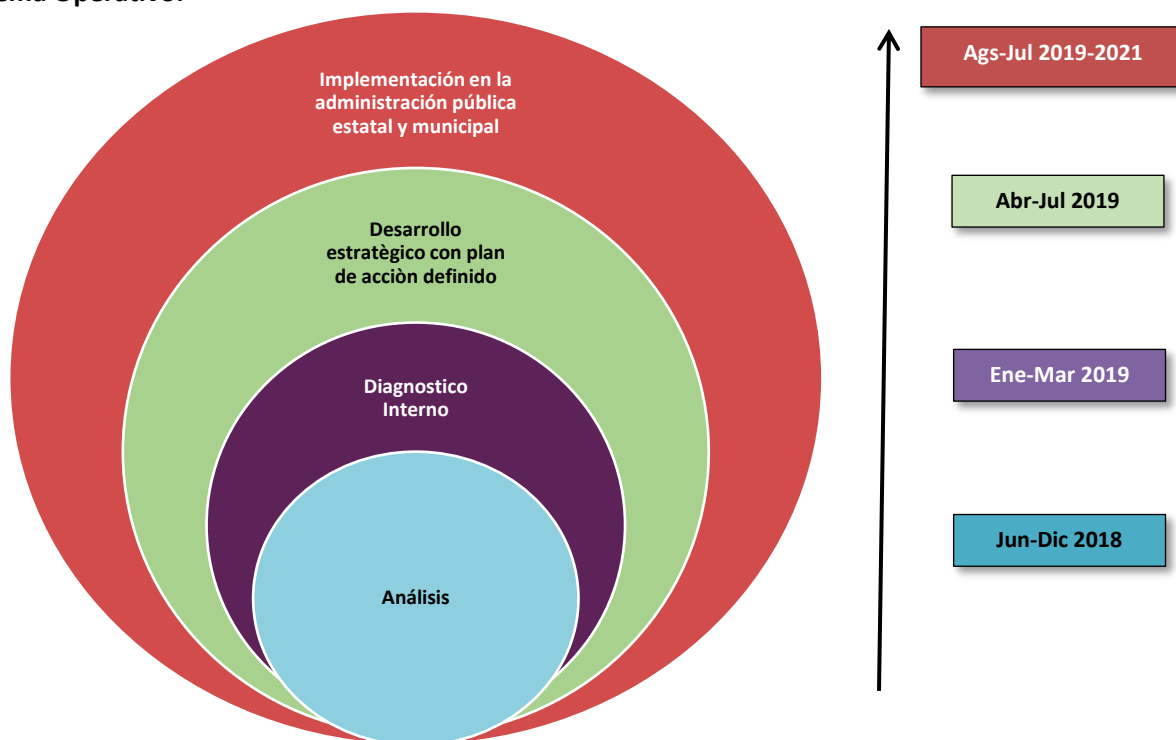 Operativo.
Implementación en la
administración pública
estatal y municipal
Desarrollo
estratègico con plan
de acciòn definido
Diagnostico
Interno
Análisis
Ags-Jul 2019-2021
Abr-Jul 2019
Ene-Mar 2019
Jun-Dic 2018